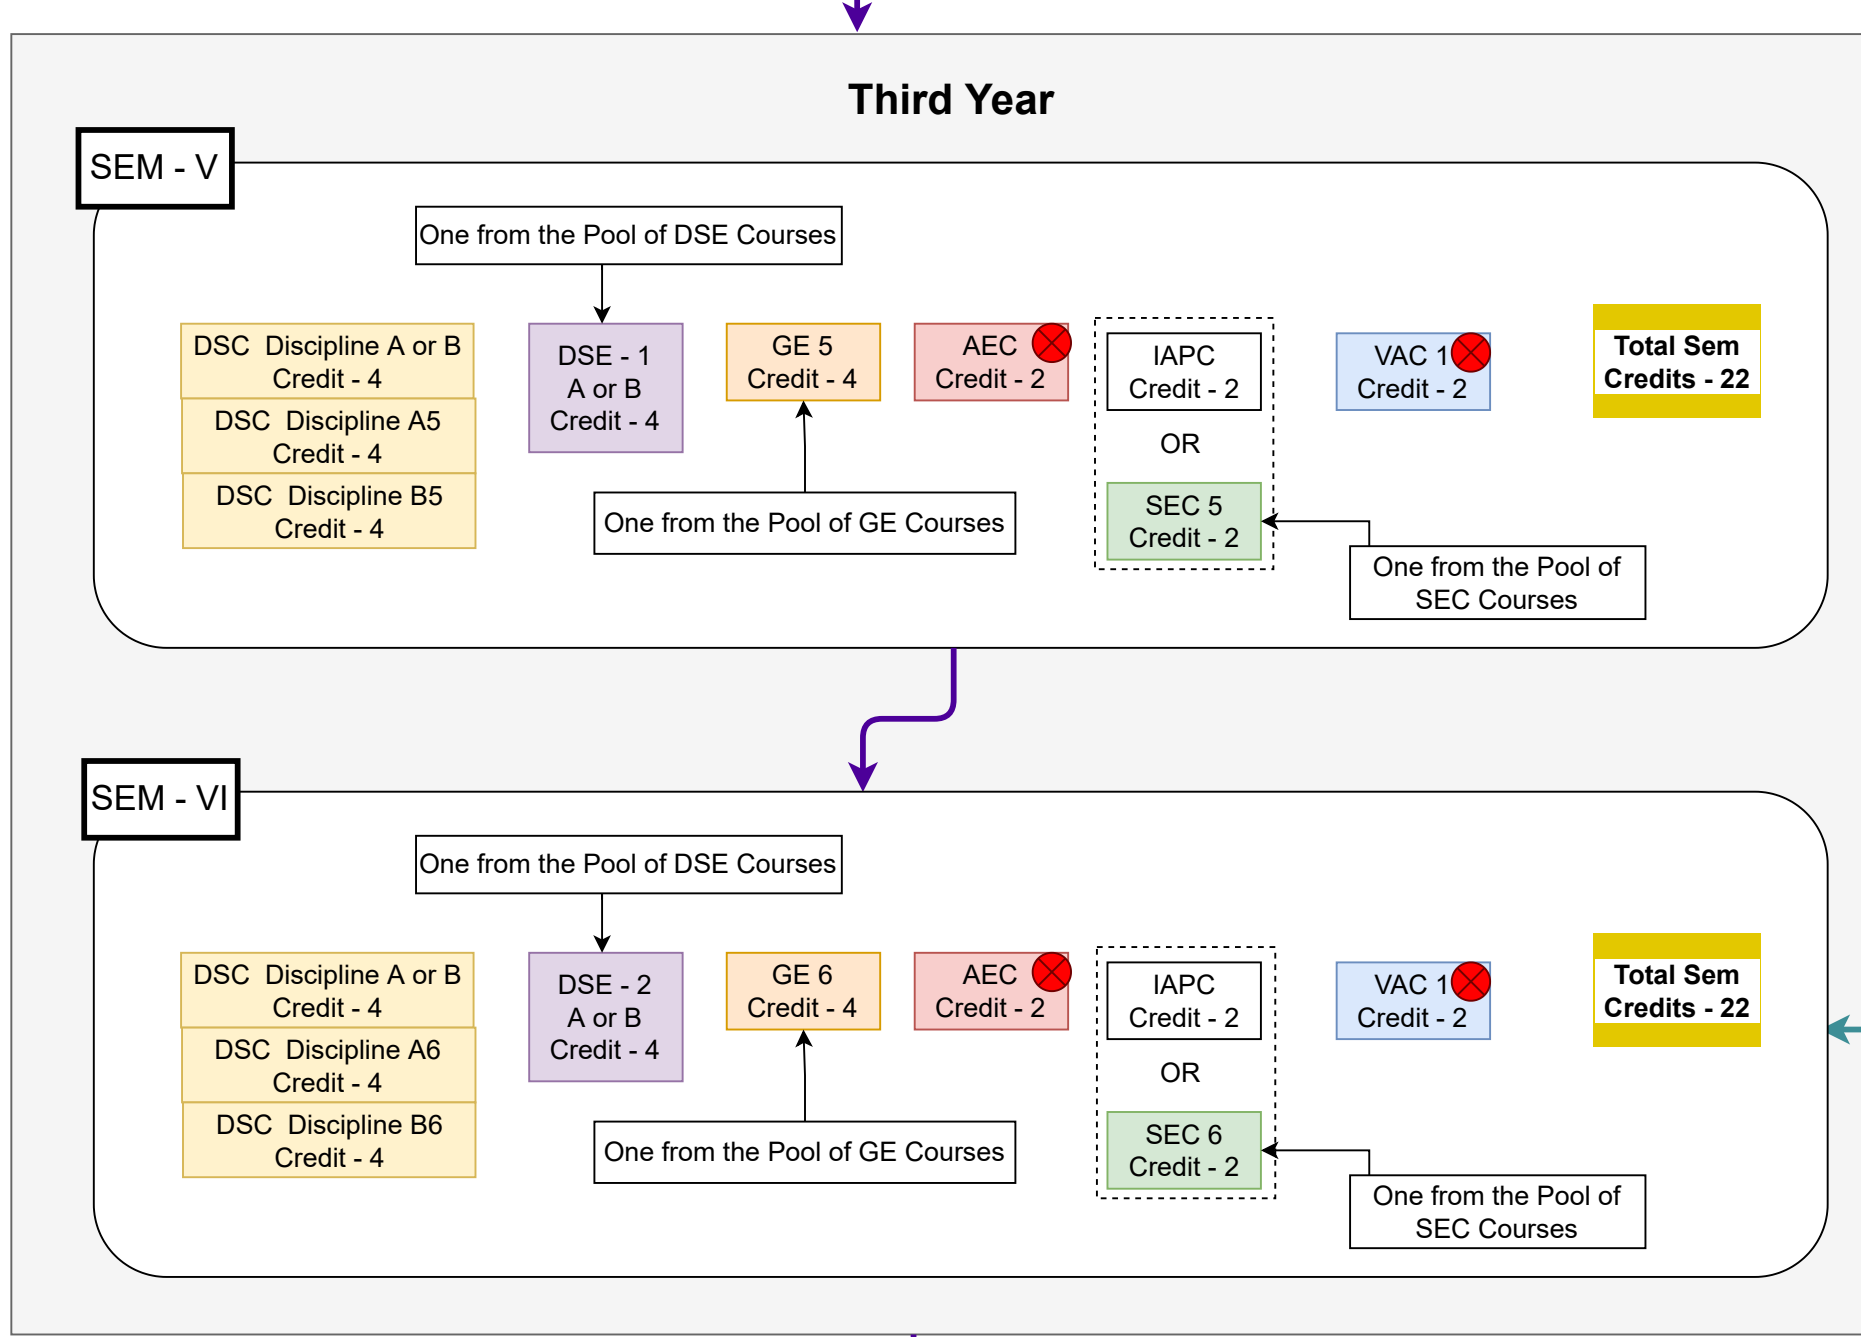 Third Year
SEM - V
One from the Pool of DSE Courses
DSC  Discipline A or B
Credit - 4
DSC  Discipline A5
Credit - 4
DSC  Discipline B5
Credit - 4
DSE - 1
A or B
Credit - 4
GE 5
Credit - 4
One from the Pool of GE Courses
AEC
Credit - 2
IAPC
Credit - 2
OR
SEC 5
Credit - 2
One from the Pool of
SEC Courses
VAC 1
Credit - 2
Total Sem
Credits - 22
SEM - VI
One from the Pool of DSE Courses
DSC  Discipline A or B
Credit - 4
DSC  Discipline A6
Credit - 4
DSC  Discipline B6
Credit - 4
DSE - 2
A or B
Credit - 4
GE 6
Credit - 4
One from the Pool of GE Courses
AEC
Credit - 2
IAPC
Credit - 2
OR
SEC 6
Credit - 2
One from the Pool of
SEC Courses
VAC 1
Credit - 2
Total Sem
Credits - 22